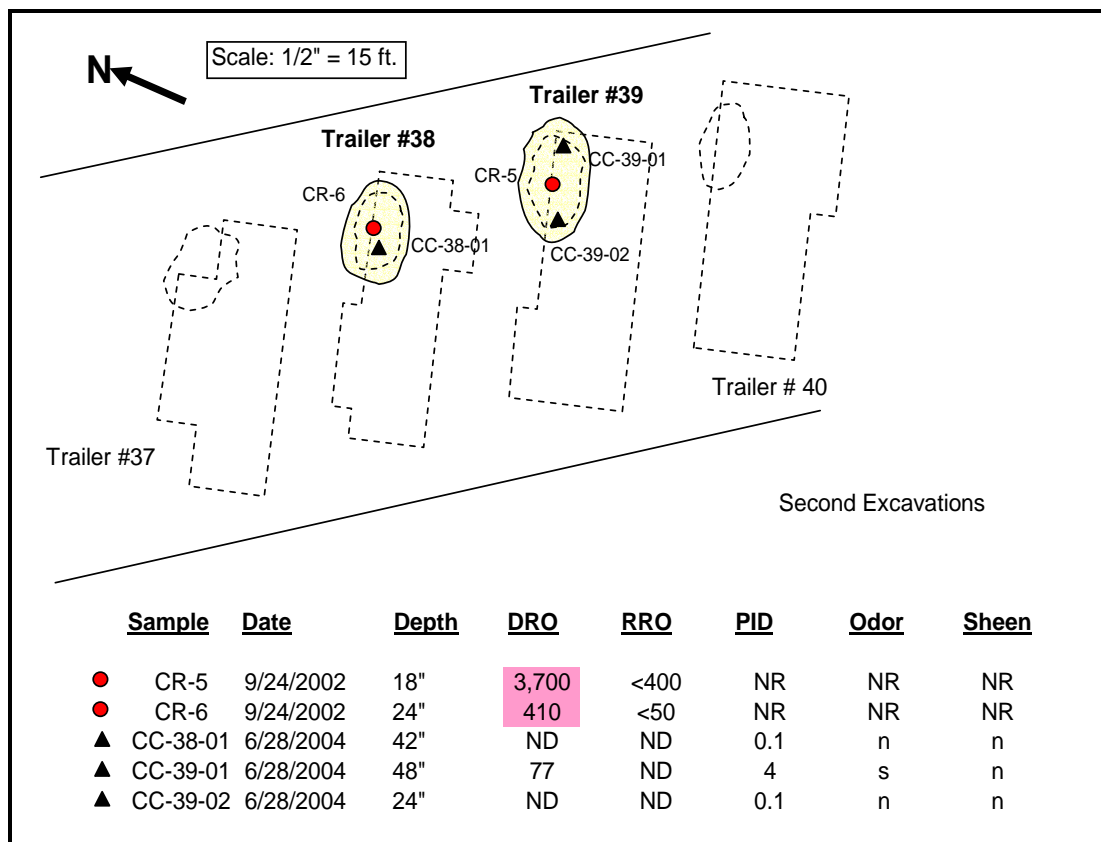 N
Scale: 1/2" = 15 ft.
Trailer #39
Trailer #38
CC-39-01
CR-5
CR-6
CC-38-01
CC-39-02
Trailer # 40
Trailer #37
Second Excavations
Sample Date Depth DRO RRO PID Odor Sheen
CR-5 9/24/2002 18" 3,700 <400 NR NR NR
CR-6 9/24/2002 24" 410 <50 NR NR NR
CC-38-01 6/28/2004 42" ND ND 0.1 n n
CC-39-01 6/28/2004 48" 77 ND 4 s n
CC-39-02 6/28/2004 24" ND ND 0.1 n n